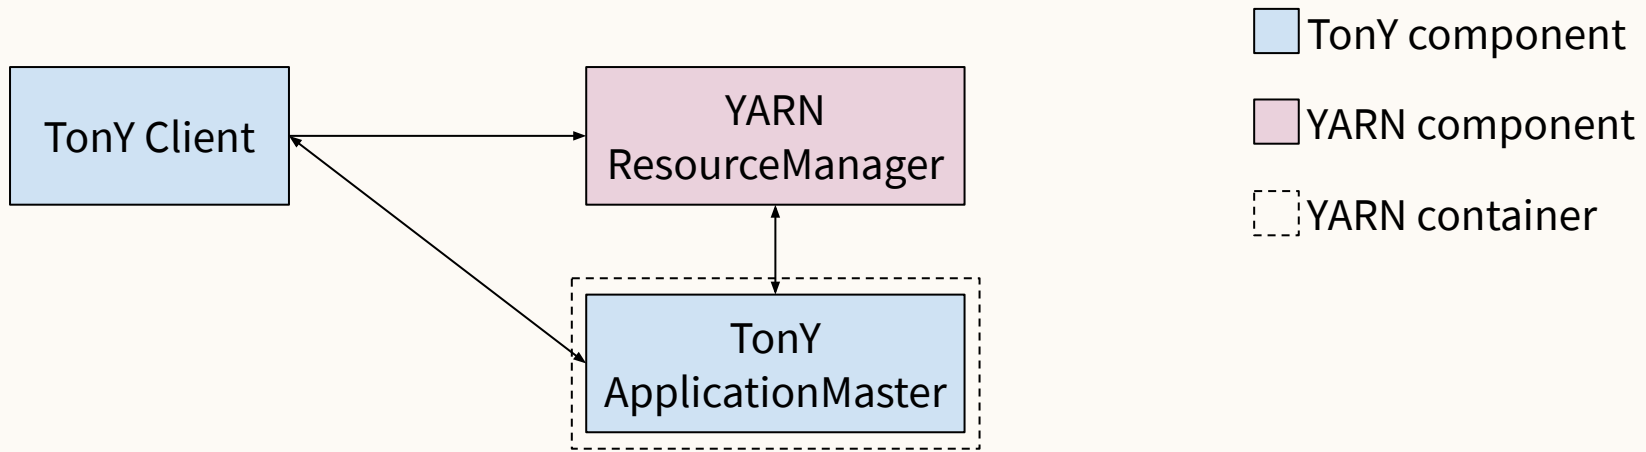 TonY Client
YARN
ResourceManager
TonY
ApplicationMaster
TonY component
YARN component
YARN container